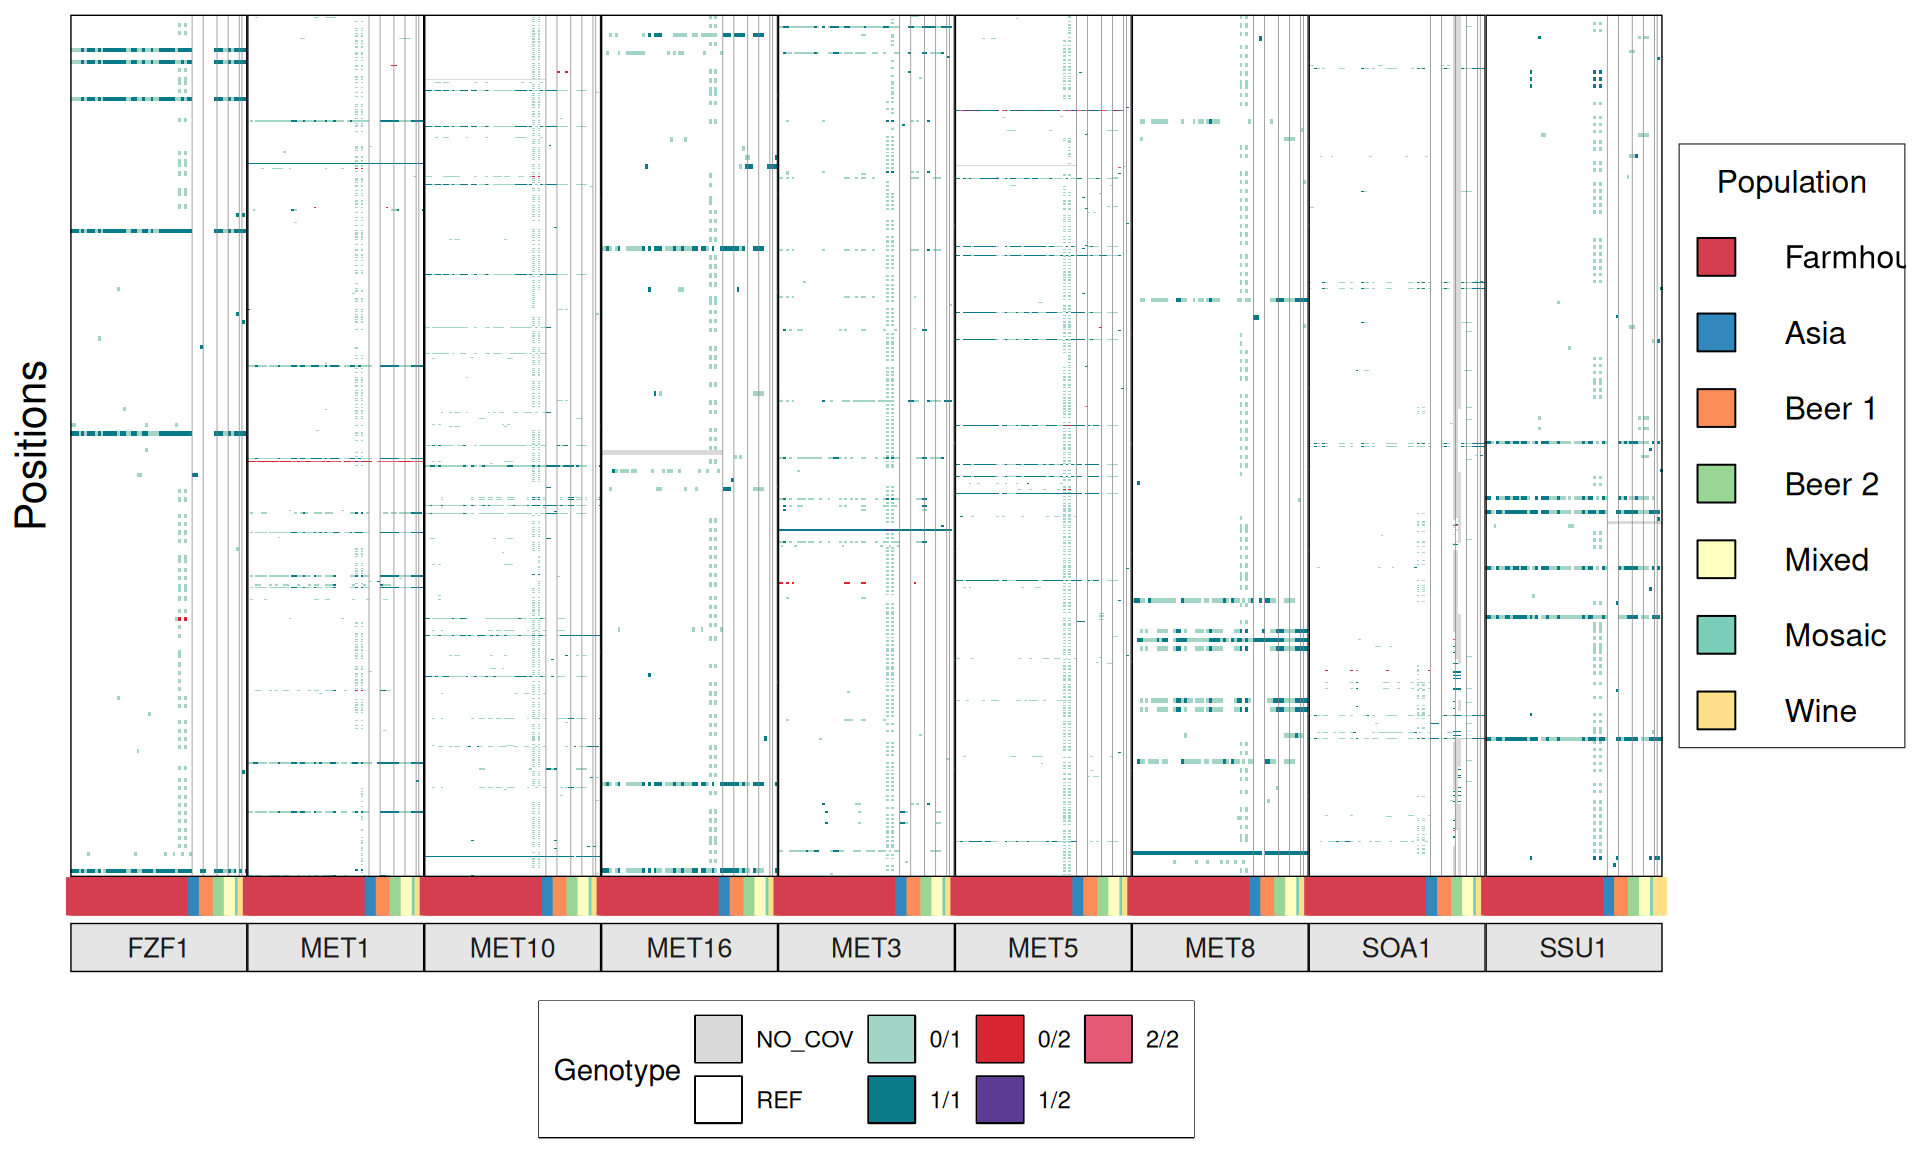 Positions
Population
Farmhou
Asia
Beer 1
Beer 2
Mixed
Mosaic
Wine
FZF1 MET1 MET10 MET16 MET3 MET5 MET8 SOA1 SSU1
Genotype
NO_COV 0/1 0/2 2/2
REF 1/1 1/2